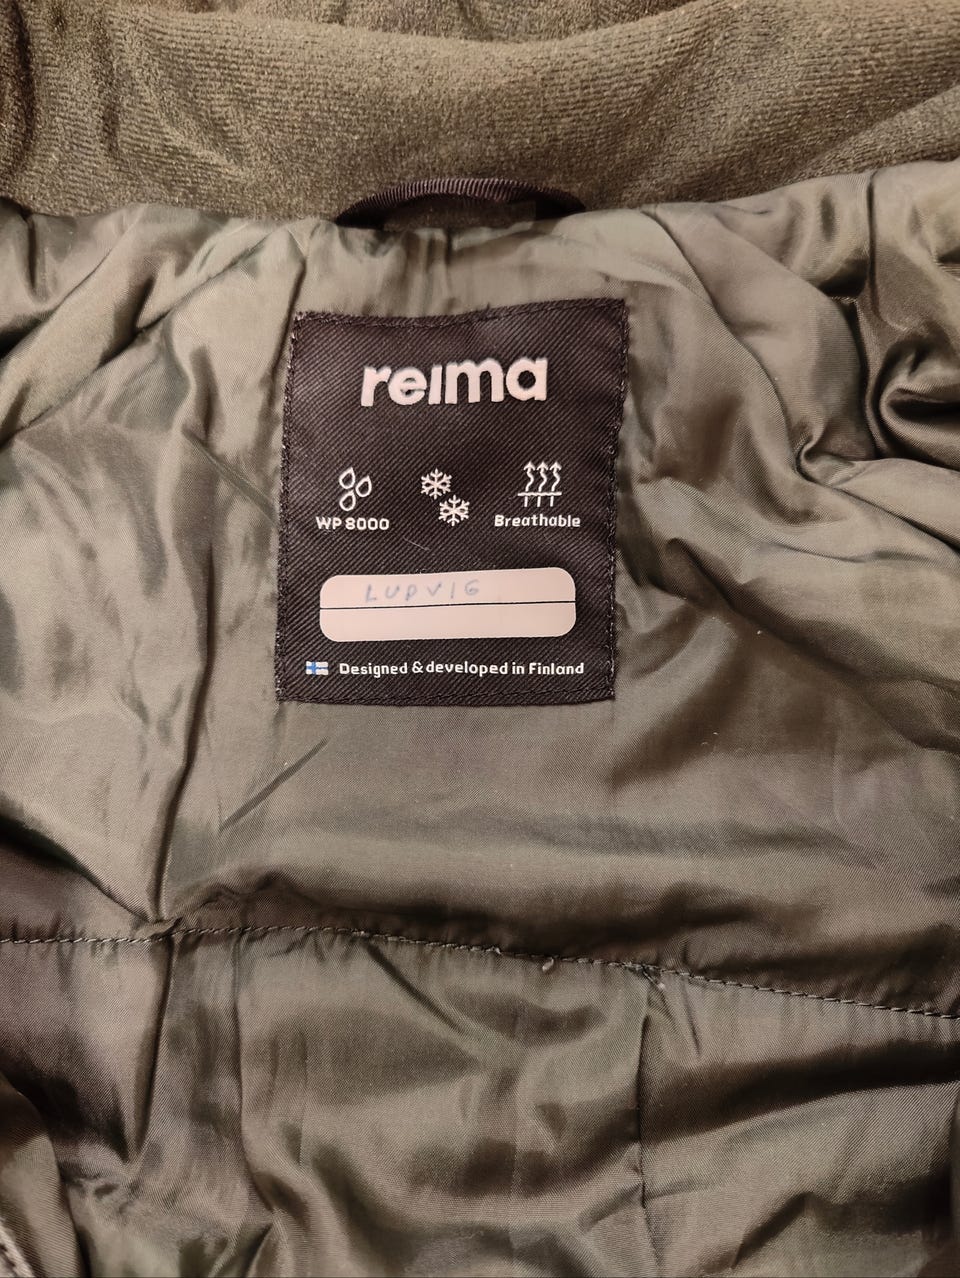 reima
WP 8000
Breathable
LUDVIG
Designed & developed in Finland